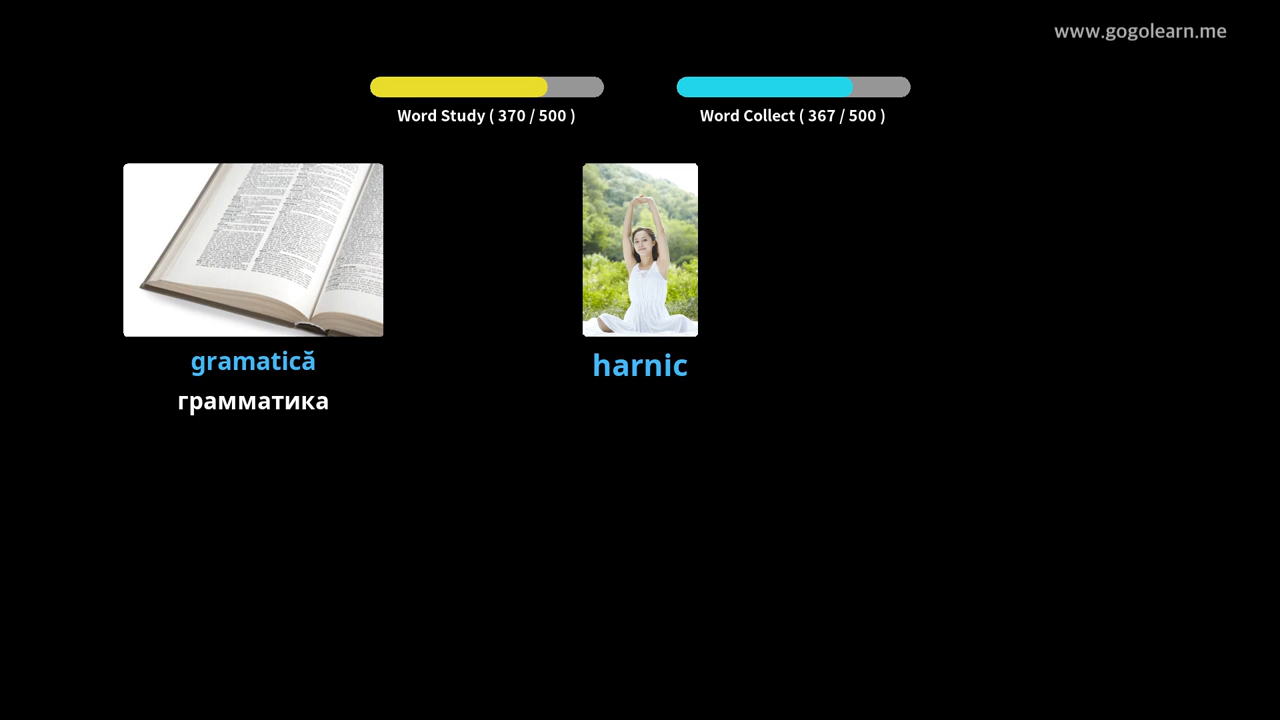 www.gogolearn.me
Word Study ( 370 / 500 )
Word Collect ( 367 / 500 )
gramatică
грамматика
harnic